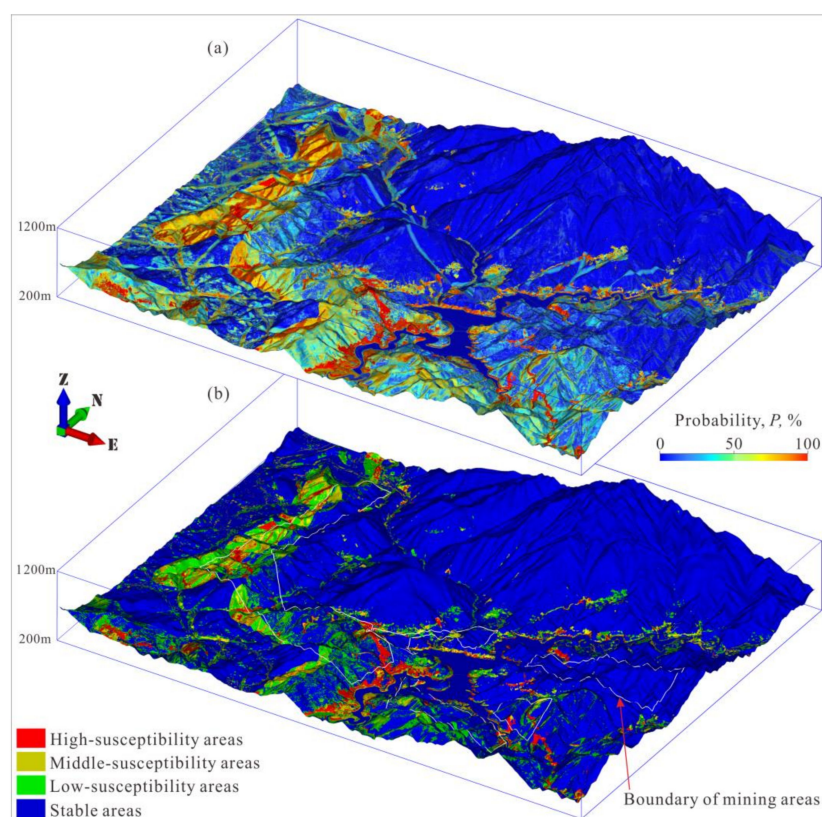 (a)
1200m
200m
Z
N
E
(b)
Probability, P, %
0 50 100
1200m
200m
High-susceptibility areas
Middle-susceptibility areas
Low-susceptibility areas
Stable areas
Boundary of mining areas